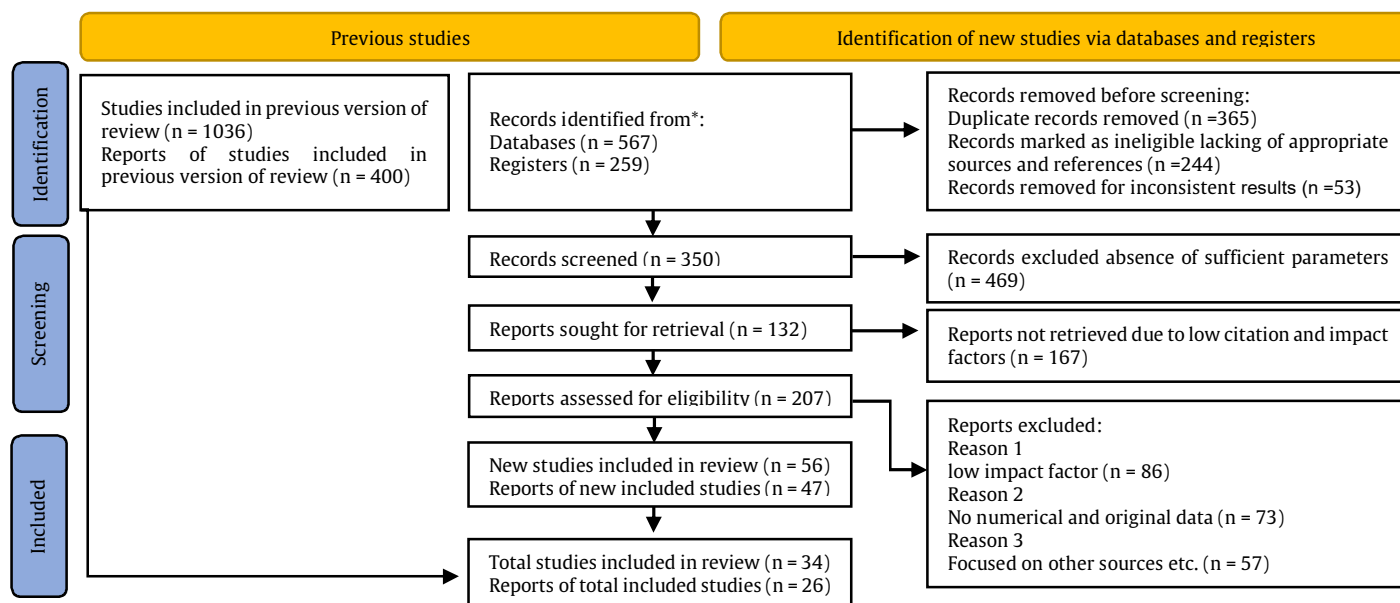 Previous studies
Identification of new studies via databases and registers
Identification
Studies included in previous version of
review (n = 1036)
Reports of studies included in
previous version of review (n = 400)
Records identified from*:
Databases (n = 567)
Registers (n = 259)
Records removed before screening:
Duplicate records removed (n =365)
Records marked as ineligible lacking of appropriate
sources and references (n =244)
Records removed for inconsistent results (n =53)
Screening
Records screened (n = 350)
Records excluded absence of sufficient parameters
(n = 469)
Reports sought for retrieval (n = 132)
Reports not retrieved due to low citation and impact
factors (n = 167)
Reports assessed for eligibility (n = 207)
Reports excluded:
Reason 1
low impact factor (n = 86)
Reason 2
No numerical and original data (n = 73)
Reason 3
Focused on other sources etc. (n = 57)
Included
New studies included in review (n = 56)
Reports of new included studies (n = 47)
Total studies included in review (n = 34)
Reports of total included studies (n = 26)